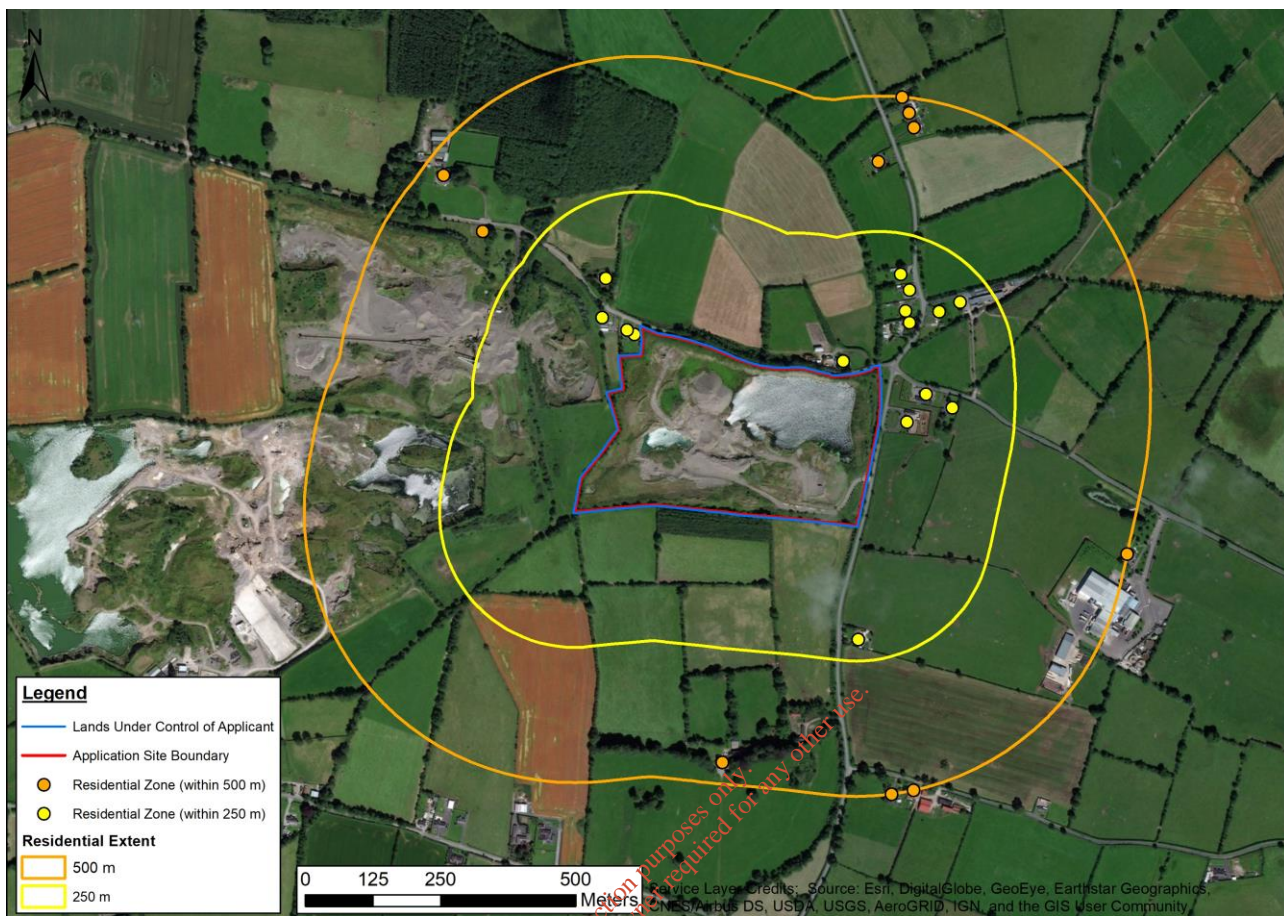 N
Legend
Lands Under Control of Applicant
Application Site Boundary
Residential Zone (within 500 m)
Residential Zone (within 250 m)
Residential Extent
500 m
250 m
0 125 250 500
Meters
purposes only.
required for any other use.
Service Layer Credits: Source: Esri, DigitalGlobe, GeoEye, Earthstar Geographics,
CNES/Airbus DS, USDA, USGS, AeroGRID, IGN, and the GIS User Community